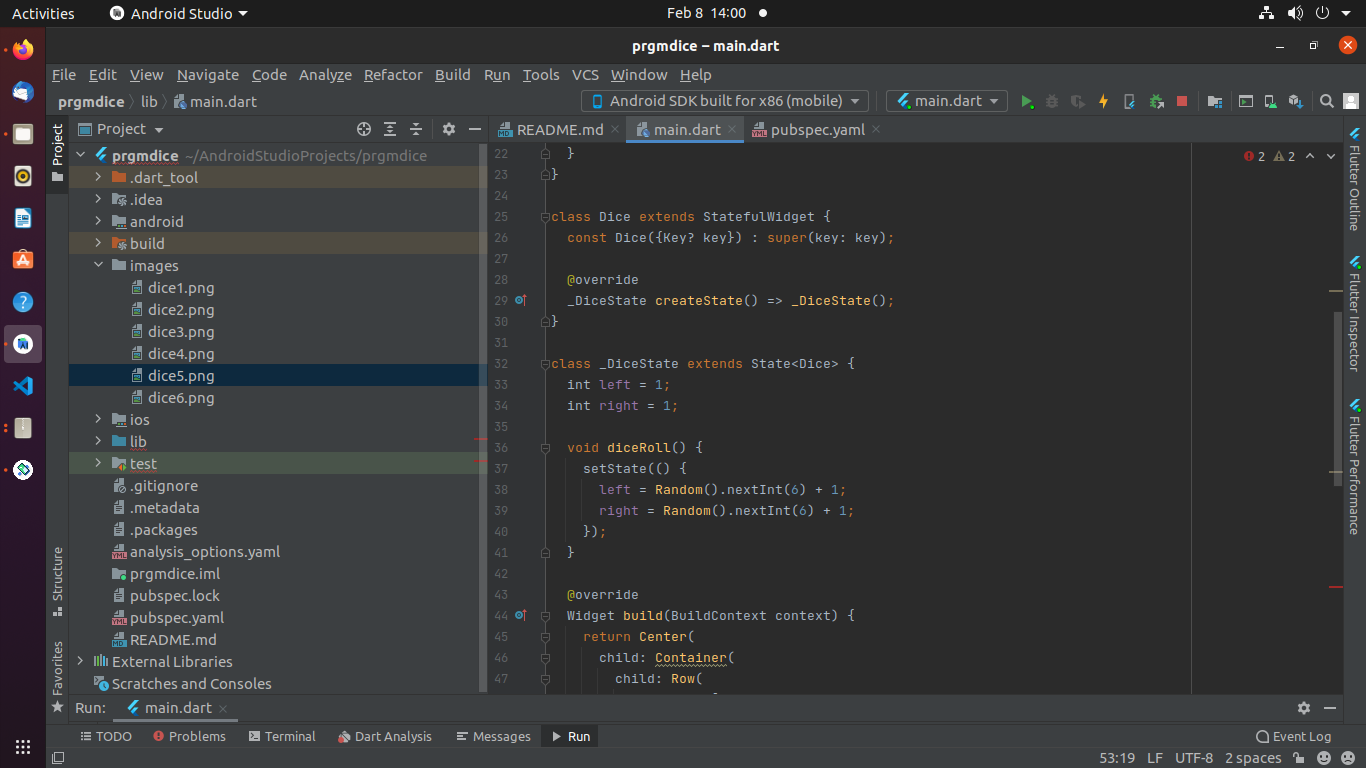 Activities
Android Studio
Feb 8 14:00
prgmdice – main.dart
File Edit View Navigate Code Analyze Refactor Build Run Tools VCS Window Help
prgmdice lib main.dart
Android SDK built for x86 (mobile)
main.dart
Project
README.md
main.dart
pubspec.yaml
Project
prgmdice ~/AndroidStudioProjects/prgmdice
.dart_tool
.idea
android
build
images
dice1.png
dice2.png
dice3.png
dice4.png
dice5.png
dice6.png
ios
lib
test
.gitignore
.metadata
.packages
analysis_options.yaml
prgmdice.iml
pubspec.lock
pubspec.yaml
README.md
External Libraries
Scratches and Consoles
Structure
Favorites
2 2
22 }
23 }
24
25 class Dice extends StatefulWidget {
26 const Dice({Key? key}) : super(key: key);
27
28 @override
29 _DiceState createState() => _DiceState();
30 }
31
32 class _DiceState extends State<Dice> {
33 int left = 1;
34 int right = 1;
35
36 void diceRoll() {
37 setState(() {
38 left = Random().nextInt(6) + 1;
39 right = Random().nextInt(6) + 1;
40 });
41 }
42
43 @override
44 Widget build(BuildContext context) {
45 return Center(
46 child: Container(
47 child: Row(
Flutter Outline
Flutter Inspector
Flutter Performance
Run: main.dart
TODO
Problems
Terminal
Dart Analysis
Messages
Run
Event Log
53:19 LF UTF-8 2 spaces